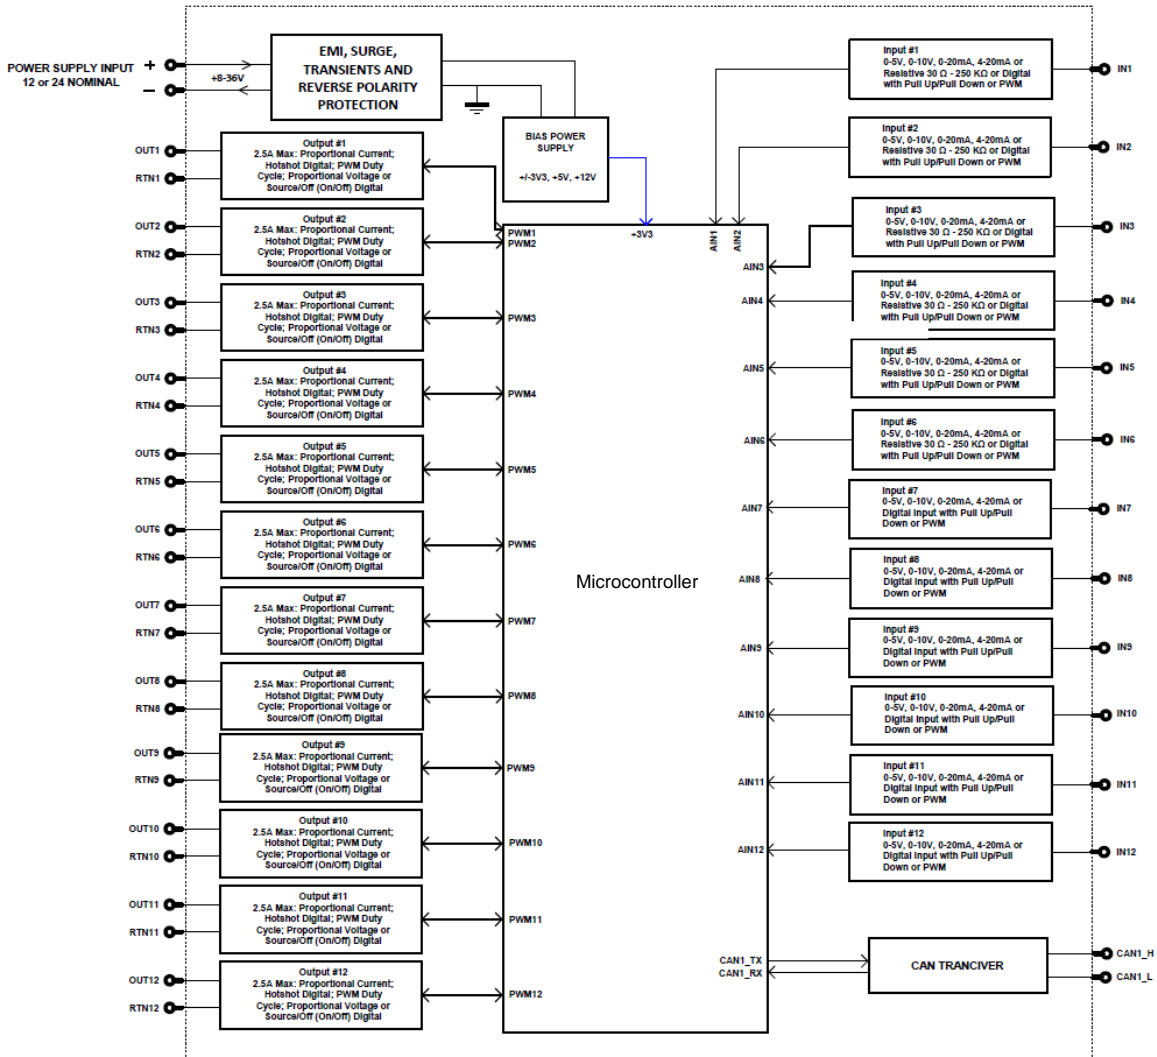 POWER SUPPLY INPUT
12 or 24 NOMINAL
+
–
+8-36V
EMI, SURGE,
TRANSIENTS AND
REVERSE POLARITY
PROTECTION
BIAS POWER
SUPPLY
+/-3V3, +5V, +12V
OUT1
RTN1
Output #1
2.5A Max: Proportional Current;
Hotshot Digital; PWM Duty
Cycle; Proportional Voltage or
Source/Off (On/Off) Digital
OUT2
RTN2
Output #2
2.5A Max: Proportional Current;
Hotshot Digital; PWM Duty
Cycle; Proportional Voltage or
Source/Off (On/Off) Digital
OUT3
RTN3
Output #3
2.5A Max: Proportional Current;
Hotshot Digital; PWM Duty
Cycle; Proportional Voltage or
Source/Off (On/Off) Digital
OUT4
RTN4
Output #4
2.5A Max: Proportional Current;
Hotshot Digital; PWM Duty
Cycle; Proportional Voltage or
Source/Off (On/Off) Digital
OUT5
RTN5
Output #5
2.5A Max: Proportional Current;
Hotshot Digital; PWM Duty
Cycle; Proportional Voltage or
Source/Off (On/Off) Digital
OUT6
RTN6
Output #6
2.5A Max: Proportional Current;
Hotshot Digital; PWM Duty
Cycle; Proportional Voltage or
Source/Off (On/Off) Digital
OUT7
RTN7
Output #7
2.5A Max: Proportional Current;
Hotshot Digital; PWM Duty
Cycle; Proportional Voltage or
Source/Off (On/Off) Digital
OUT8
RTN8
Output #8
2.5A Max: Proportional Current;
Hotshot Digital; PWM Duty
Cycle; Proportional Voltage or
Source/Off (On/Off) Digital
OUT9
RTN9
Output #9
2.5A Max: Proportional Current;
Hotshot Digital; PWM Duty
Cycle; Proportional Voltage or
Source/Off (On/Off) Digital
OUT10
RTN10
Output #10
2.5A Max: Proportional Current;
Hotshot Digital; PWM Duty
Cycle; Proportional Voltage or
Source/Off (On/Off) Digital
OUT11
RTN11
Output #11
2.5A Max: Proportional Current;
Hotshot Digital; PWM Duty
Cycle; Proportional Voltage or
Source/Off (On/Off) Digital
OUT12
RTN12
Output #12
2.5A Max: Proportional Current;
Hotshot Digital; PWM Duty
Cycle; Proportional Voltage or
Source/Off (On/Off) Digital
PWM1
PWM2
PWM3
PWM4
PWM5
PWM6
PWM7
PWM8
PWM9
PWM10
PWM11
PWM12
+3V3
Microcontroller
AIN1
AIN2
AIN3
AIN4
AIN5
AIN6
AIN7
AIN8
AIN9
AIN10
AIN11
AIN12
CAN1_TX
CAN1_RX
Input #1
0-5V, 0-10V, 0-20mA, 4-20mA or
Resistive 30 Ω - 250 KΩ or Digital
with Pull Up/Pull Down or PWM
IN1
Input #2
0-5V, 0-10V, 0-20mA, 4-20mA or
Resistive 30 Ω - 250 KΩ or Digital
with Pull Up/Pull Down or PWM
IN2
Input #3
0-5V, 0-10V, 0-20mA, 4-20mA or
Resistive 30 Ω - 250 KΩ or Digital
with Pull Up/Pull Down or PWM
IN3
Input #4
0-5V, 0-10V, 0-20mA, 4-20mA or
Resistive 30 Ω - 250 KΩ or Digital
with Pull Up/Pull Down or PWM
IN4
Input #5
0-5V, 0-10V, 0-20mA, 4-20mA or
Resistive 30 Ω - 250 KΩ or Digital
with Pull Up/Pull Down or PWM
IN5
Input #6
0-5V, 0-10V, 0-20mA, 4-20mA or
Resistive 30 Ω - 250 KΩ or Digital
with Pull Up/Pull Down or PWM
IN6
Input #7
0-5V, 0-10V, 0-20mA, 4-20mA or
Digital Input with Pull Up/Pull
Down or PWM
IN7
Input #8
0-5V, 0-10V, 0-20mA, 4-20mA or
Digital Input with Pull Up/Pull
Down or PWM
IN8
Input #9
0-5V, 0-10V, 0-20mA, 4-20mA or
Digital Input with Pull Up/Pull
Down or PWM
IN9
Input #10
0-5V, 0-10V, 0-20mA, 4-20mA or
Digital Input with Pull Up/Pull
Down or PWM
IN10
Input #11
0-5V, 0-10V, 0-20mA, 4-20mA or
Digital Input with Pull Up/Pull
Down or PWM
IN11
Input #12
0-5V, 0-10V, 0-20mA, 4-20mA or
Digital Input with Pull Up/Pull
Down or PWM
IN12
CAN TRANCIVER
CAN1_H
CAN1_L